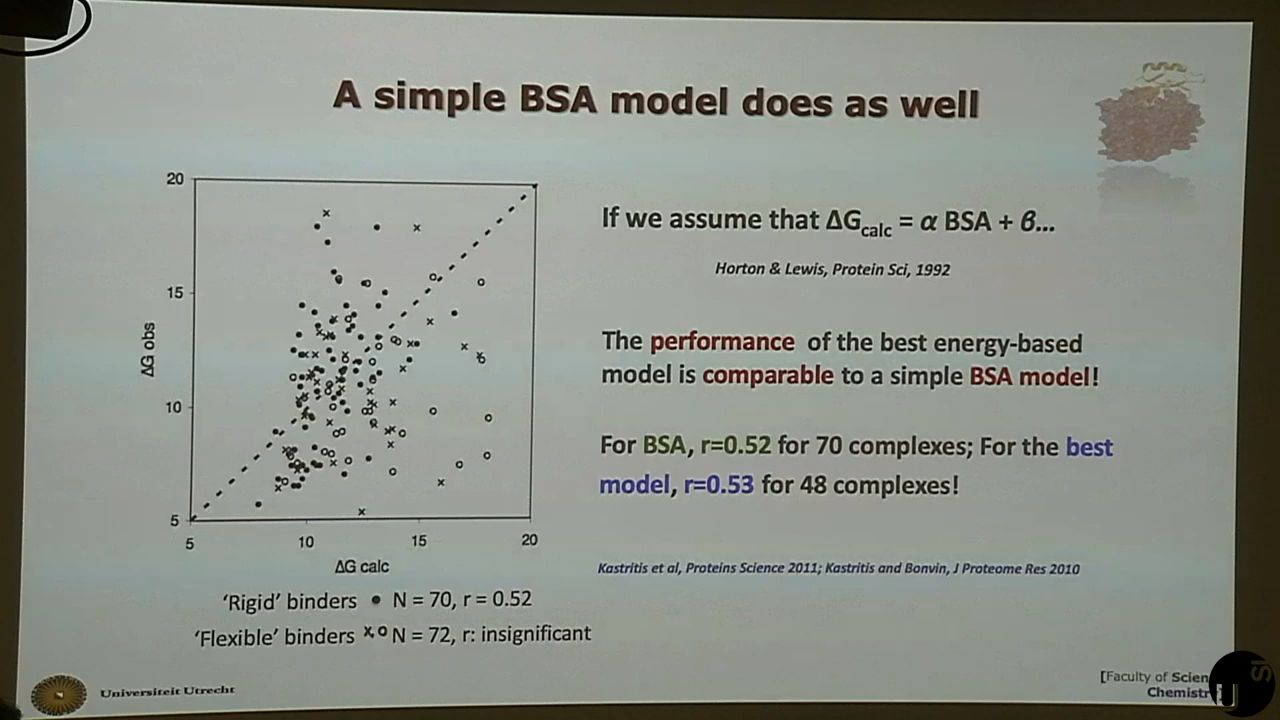 A simple BSA model does as well
20
15
10
5
5
10
15
20
ΔG obs
ΔG calc
'Rigid' binders • N = 70, r = 0.52
'Flexible' binders x,o N = 72, r: insignificant
If we assume that ΔGcalc = α BSA + β...
Horton & Lewis, Protein Sci, 1992
The performance of the best energy-based
model is comparable to a simple BSA model!
For BSA, r=0.52 for 70 complexes; For the best
model, r=0.53 for 48 complexes!
Kastritis et al, Proteins Science 2011; Kastritis and Bonvin, J Proteome Res 2010
Universiteit Utrecht
[Faculty of
Chemistr
U
SI